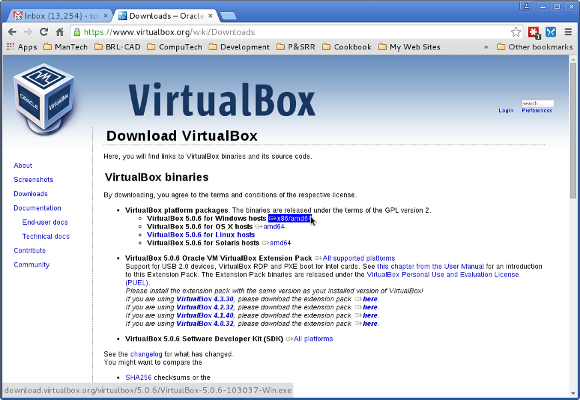 Inbox (13,254) - to
Downloads – Oracle
https://www.virtualbox.org/wiki/Downloads
Apps ManTech BRL-CAD CompuTech Development P&SRR Cookbook My Web Sites » Other bookmarks
ORACLE
VirtualBox
search...
Login Preferences
Download VirtualBox
Here, you will find links to VirtualBox binaries and its source code.
About
Screenshots
Downloads
Documentation
End-user docs
Technical docs
Contribute
Community
VirtualBox binaries
By downloading, you agree to the terms and conditions of the respective license.
• VirtualBox platform packages. The binaries are released under the terms of the GPL version 2.
VirtualBox 5.0.6 for Windows hosts x86/amd64
VirtualBox 5.0.6 for OS X hosts amd64
VirtualBox 5.0.6 for Linux hosts
VirtualBox 5.0.6 for Solaris hosts amd64
• VirtualBox 5.0.6 Oracle VM VirtualBox Extension Pack All supported platforms
Support for USB 2.0 devices, VirtualBox RDP and PXE boot for Intel cards. See this chapter from the User Manual for an introduction
to this Extension Pack. The Extension Pack binaries are released under the VirtualBox Personal Use and Evaluation License
(PUEL).
Please install the extension pack with the same version as your installed version of VirtualBox!
If you are using VirtualBox 4.3.30, please download the extension pack here.
If you are using VirtualBox 4.2.32, please download the extension pack here.
If you are using VirtualBox 4.1.40, please download the extension pack here.
If you are using VirtualBox 4.0.32, please download the extension pack here.
• VirtualBox 5.0.6 Software Developer Kit (SDK) All platforms
See the changelog for what has changed.
You might want to compare the
• SHA256 checksums or the
download.virtualbox.org/virtualbox/5.0.6/VirtualBox-5.0.6-103037-Win.exe